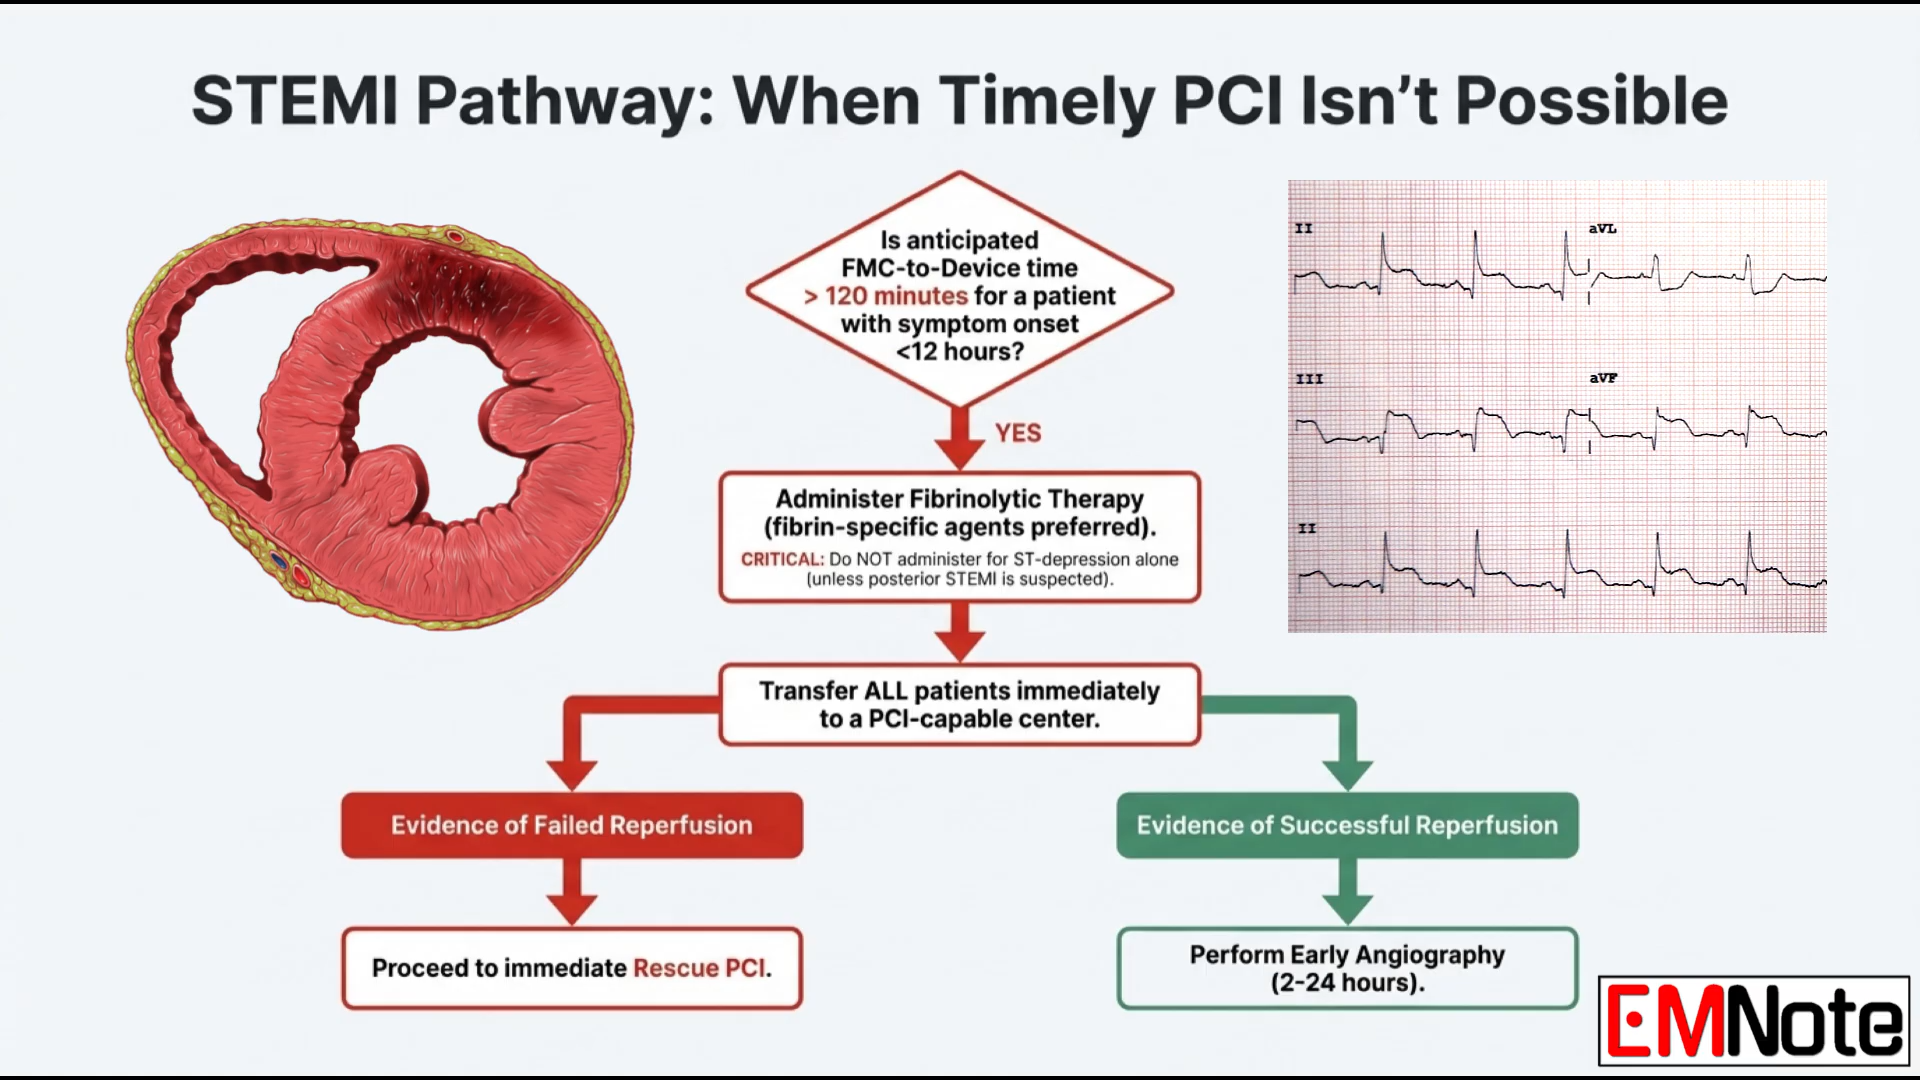 STEMI Pathway: When Timely PCI Isn't Possible
Is anticipated
FMC-to-Device time
> 120 minutes for a patient
with symptom onset
<12 hours?
YES
Administer Fibrinolytic Therapy
(fibrin-specific agents preferred).
CRITICAL: Do NOT administer for ST-depression alone
(unless posterior STEMI is suspected).
Transfer ALL patients immediately
to a PCI-capable center.
Evidence of Failed Reperfusion
Proceed to immediate Rescue PCI.
Evidence of Successful Reperfusion
Perform Early Angiography
(2-24 hours).
II
aVL
III
aVF
II
EMNote